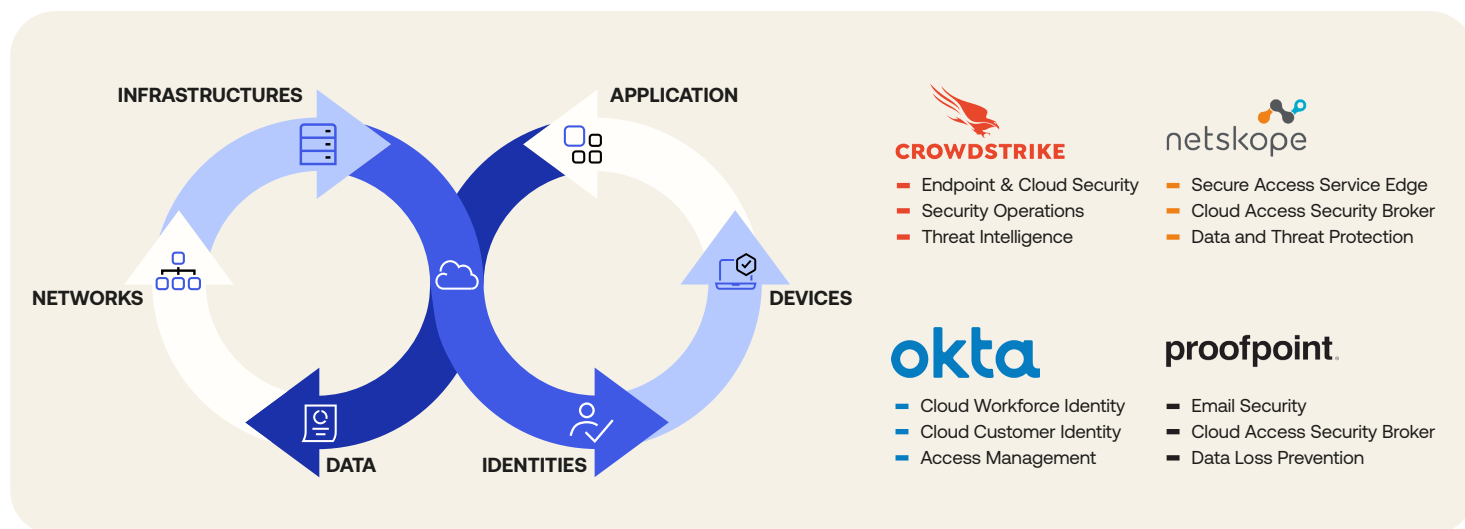 INFRASTRUCTURES
APPLICATION
NETWORKS
DEVICES
DATA
IDENTITIES
CROWDSTRIKE
Endpoint & Cloud Security
Security Operations
Threat Intelligence
netskope
Secure Access Service Edge
Cloud Access Security Broker
Data and Threat Protection
okta
Cloud Workforce Identity
Cloud Customer Identity
Access Management
proofpoint
Email Security
Cloud Access Security Broker
Data Loss Prevention